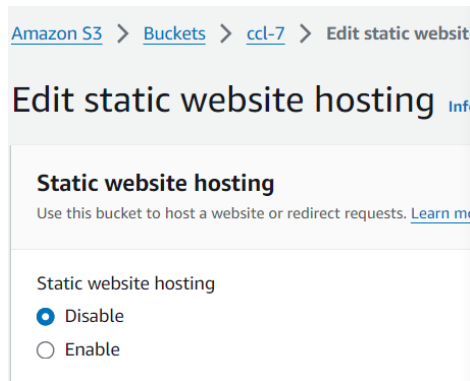 Amazon S3 > Buckets > ccl-7 > Edit static
Edit static website hosting
Static website hosting
Use this bucket to host a website or redirect requests. Learn
Static website hosting
Disable
Enable